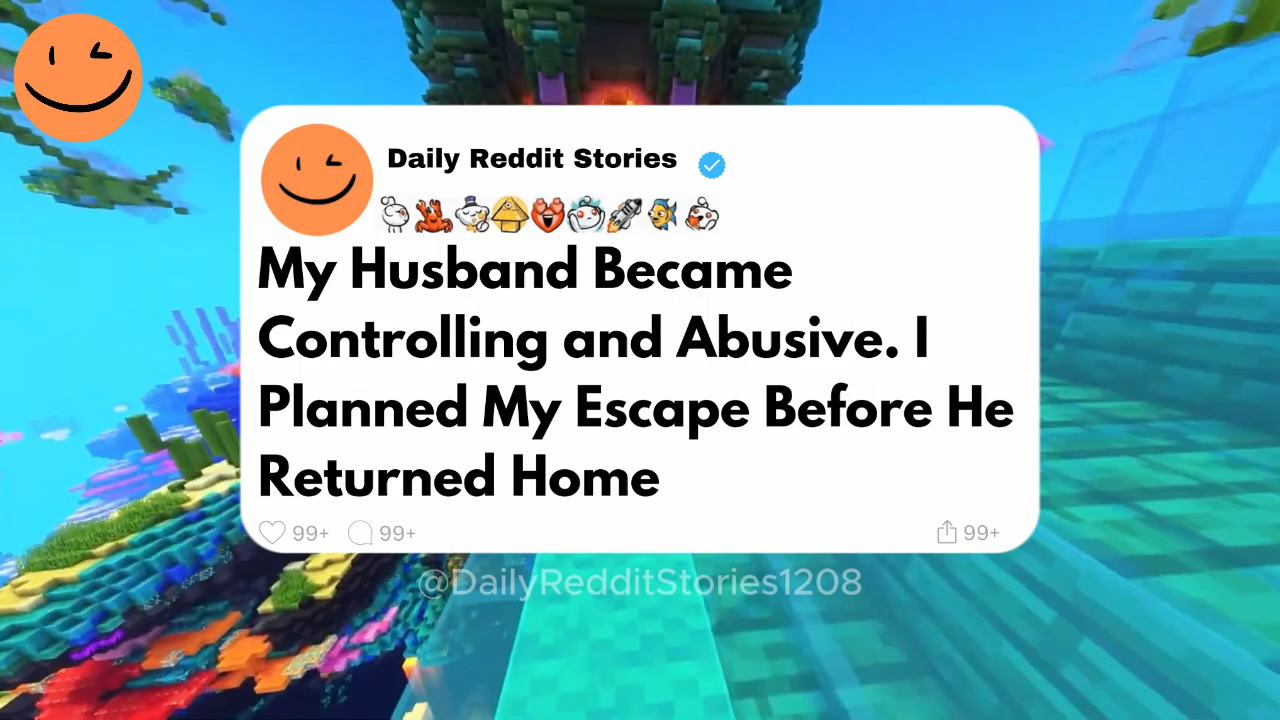 Daily Reddit Stories
My Husband Became
Controlling and Abusive. I
Planned My Escape Before He
Returned Home
99+ 99+ 99+
@DailyRedditStories1208